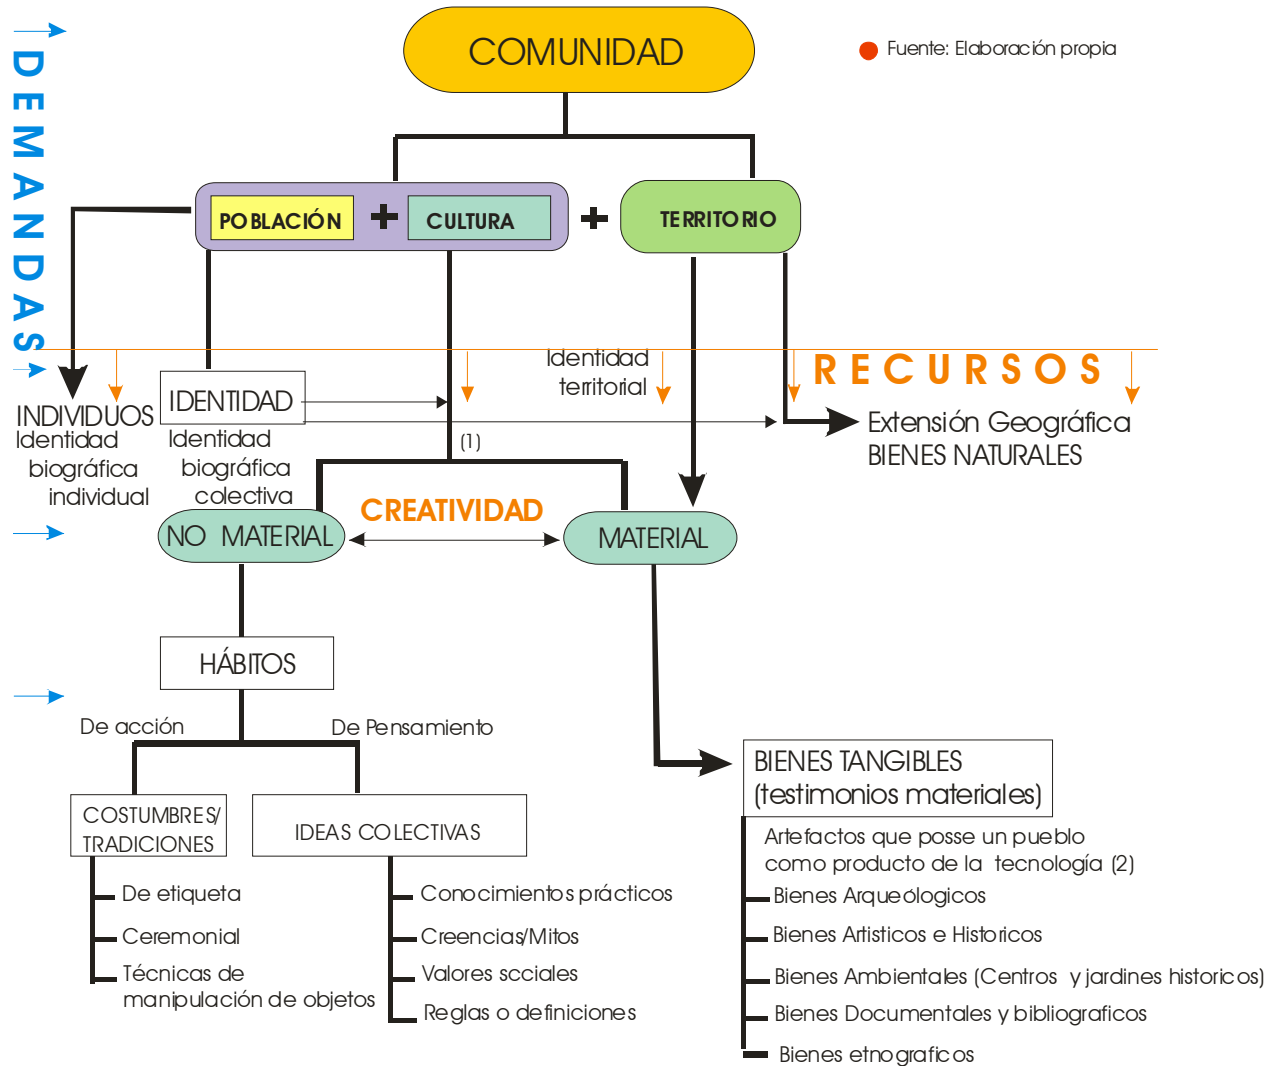 COMUNIDAD
Fuente: Elaboración propia
DEMANDAS
POBLACIÓN
CULTURA
TERRITORIO
Identidad
territorial
RECURSOS
INDIVIDUOS
Identidad
biográfica
individual
IDENTIDAD
Identidad
biográfica
colectiva
(1)
Extensión Geográfica
BIENES NATURALES
CREATIVIDAD
NO MATERIAL
MATERIAL
HÁBITOS
De acción
De Pensamiento
COSTUMBRES/
TRADICIONES
IDEAS COLECTIVAS
De etiqueta
Ceremonial
Técnicas de
manipulación de objetos
Conocimientos prácticos
Creencias/Mitos
Valores scciales
Reglas o definiciones
BIENES TANGIBLES
(testimonios materiales)
Artefactos que posse un pueblo
como producto de la tecnología (2)
Bienes Arqueólogicos
Bienes Artisticos e Historicos
Bienes Ambientales (Centros y jardines historicos)
Bienes Documentales y bibliograficos
Bienes etnograficos